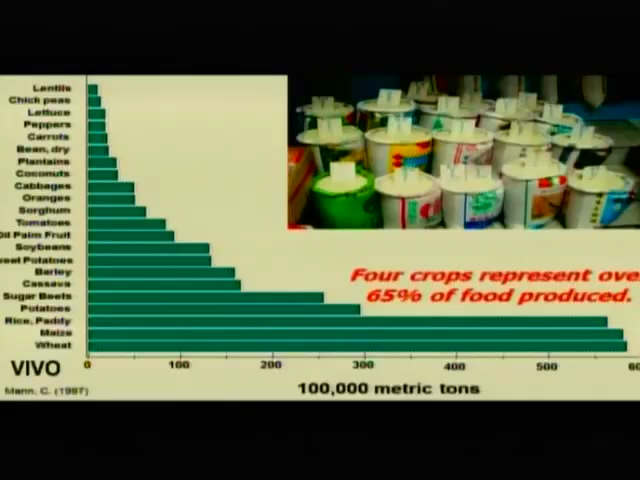 Lentils
Chick peas
Lettuce
Peppers
Carrots
Bean, dry
Plantains
Coconuts
Cabbages
Oranges
Sorghum
Tomatoes
Oil Palm Fruit
Soybeans
weet Potatoes
Barley
Cassava
Sugar Beets
Potatoes
Rice, Paddy
Maize
Wheat
Four crops represent ove
65% of food produced.
0 100 200 300 400 500 60
VIVO
100,000 metric tons
Mann, C. (1997)